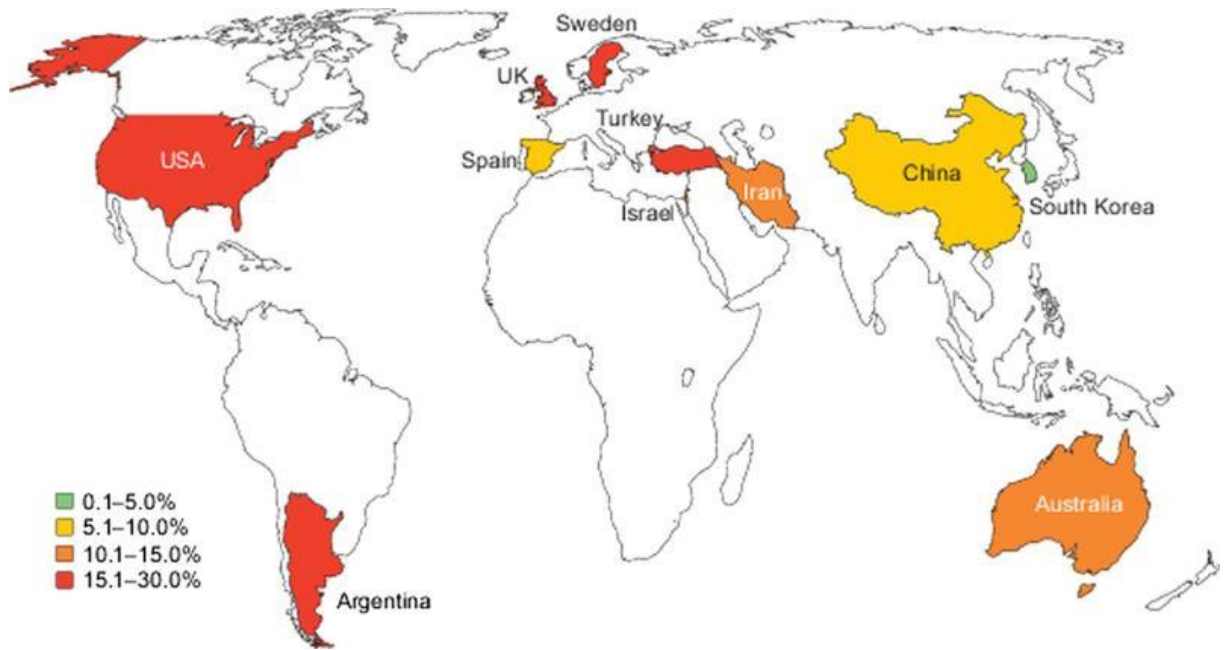 Sweden
UK
Turkey
USA
Spain
Iran
China
Israel
South Korea
Australia
0.1–5.0%
5.1–10.0%
10.1–15.0%
15.1–30.0%
Argentina